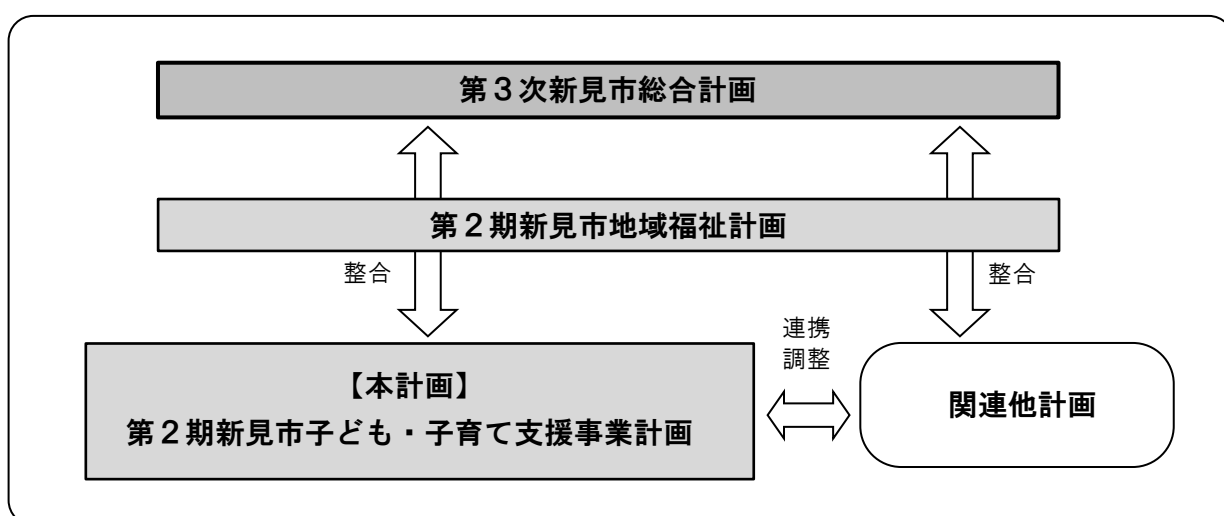 第３次新見市総合計画
第２期新見市地域福祉計画
整合
整合
連携
調整
【本計画】
第２期新見市子ども・子育て支援事業計画
関連他計画